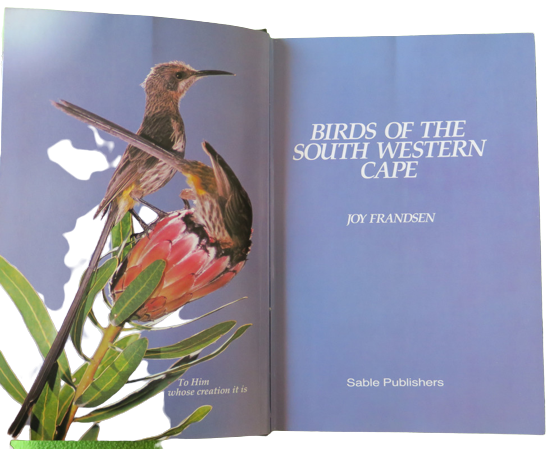 To Him
whose creation it is
BIRDS OF THE
SOUTH WESTERN
CAPE
JOY FRANDSEN
Sable Publishers